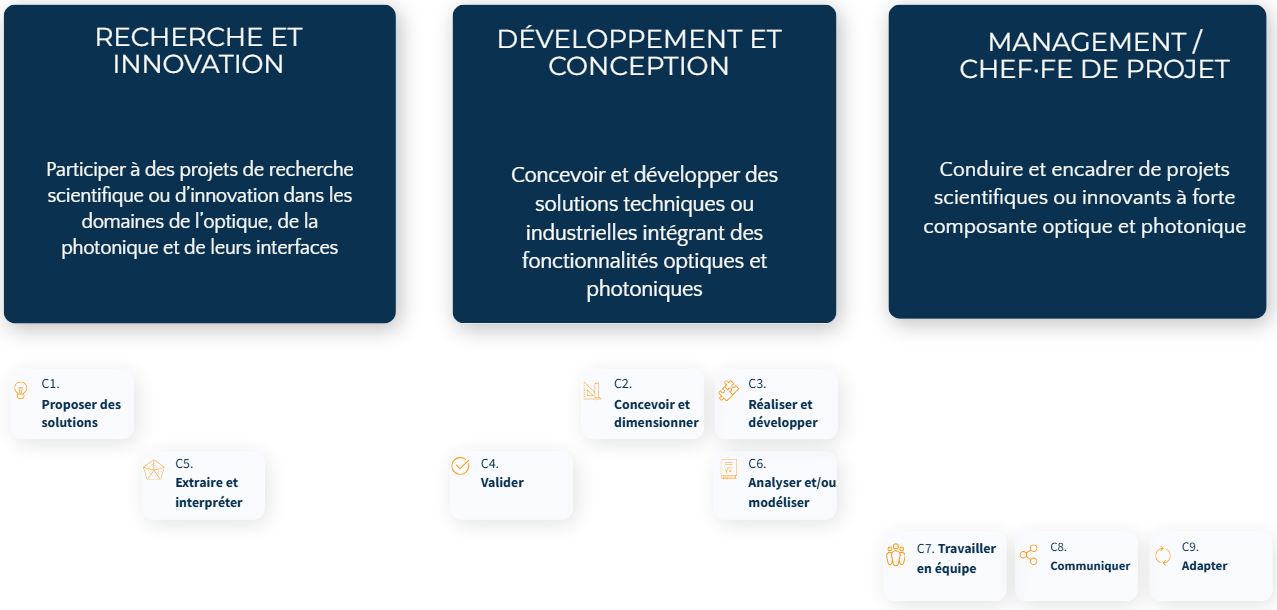 RECHERCHE ET
INNOVATION
Participer à des projets de recherche
scientifique ou d'innovation dans les
domaines de l'optique, de la
photonique et de leurs interfaces
DÉVELOPPEMENT ET
CONCEPTION
Concevoir et développer des
solutions techniques ou
industrielles intégrant des
fonctionnalités optiques et
photoniques
MANAGEMENT /
CHEF·FE DE PROJET
Conduire et encadrer de projets
scientifiques ou innovants à forte
composante optique et photonique
C1.
Proposer des
solutions
C2.
Concevoir et
dimensionner
C3.
Réaliser et
développer
C5.
Extraire et
interpréter
C4.
Valider
C6.
Analyser et/ou
modéliser
C7. Travailler
en équipe
C8.
Communiquer
C9.
Adapter